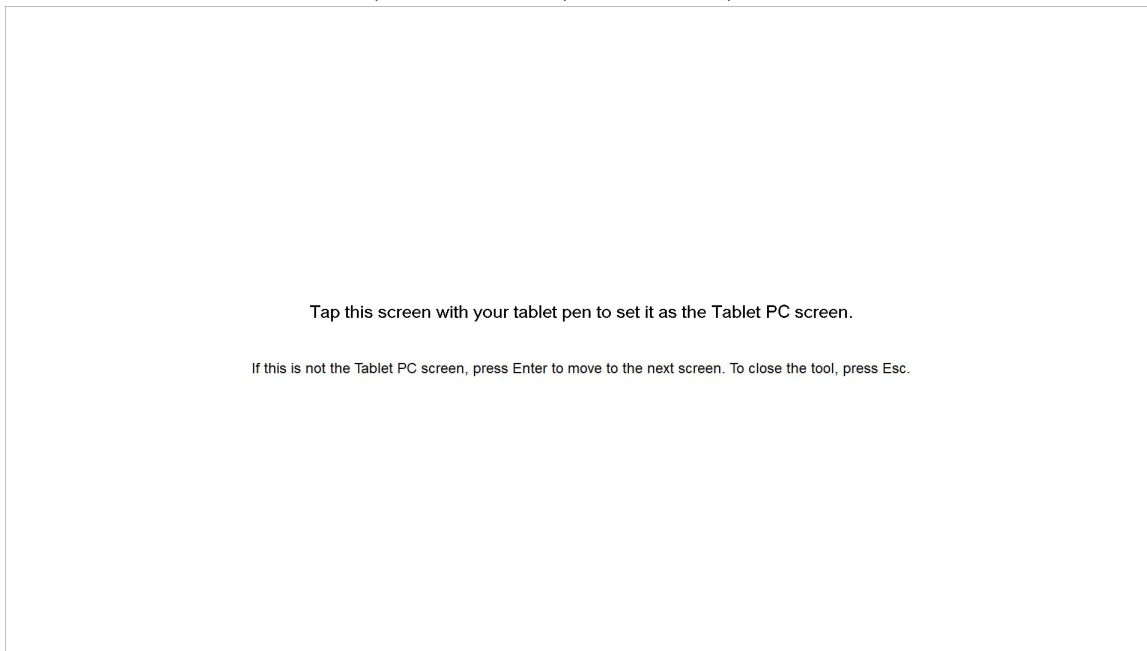 Tap this screen with your tablet pen to set it as the Tablet PC screen.
If this is not the Tablet PC screen, press Enter to move to the next screen. To close the tool, press Esc.